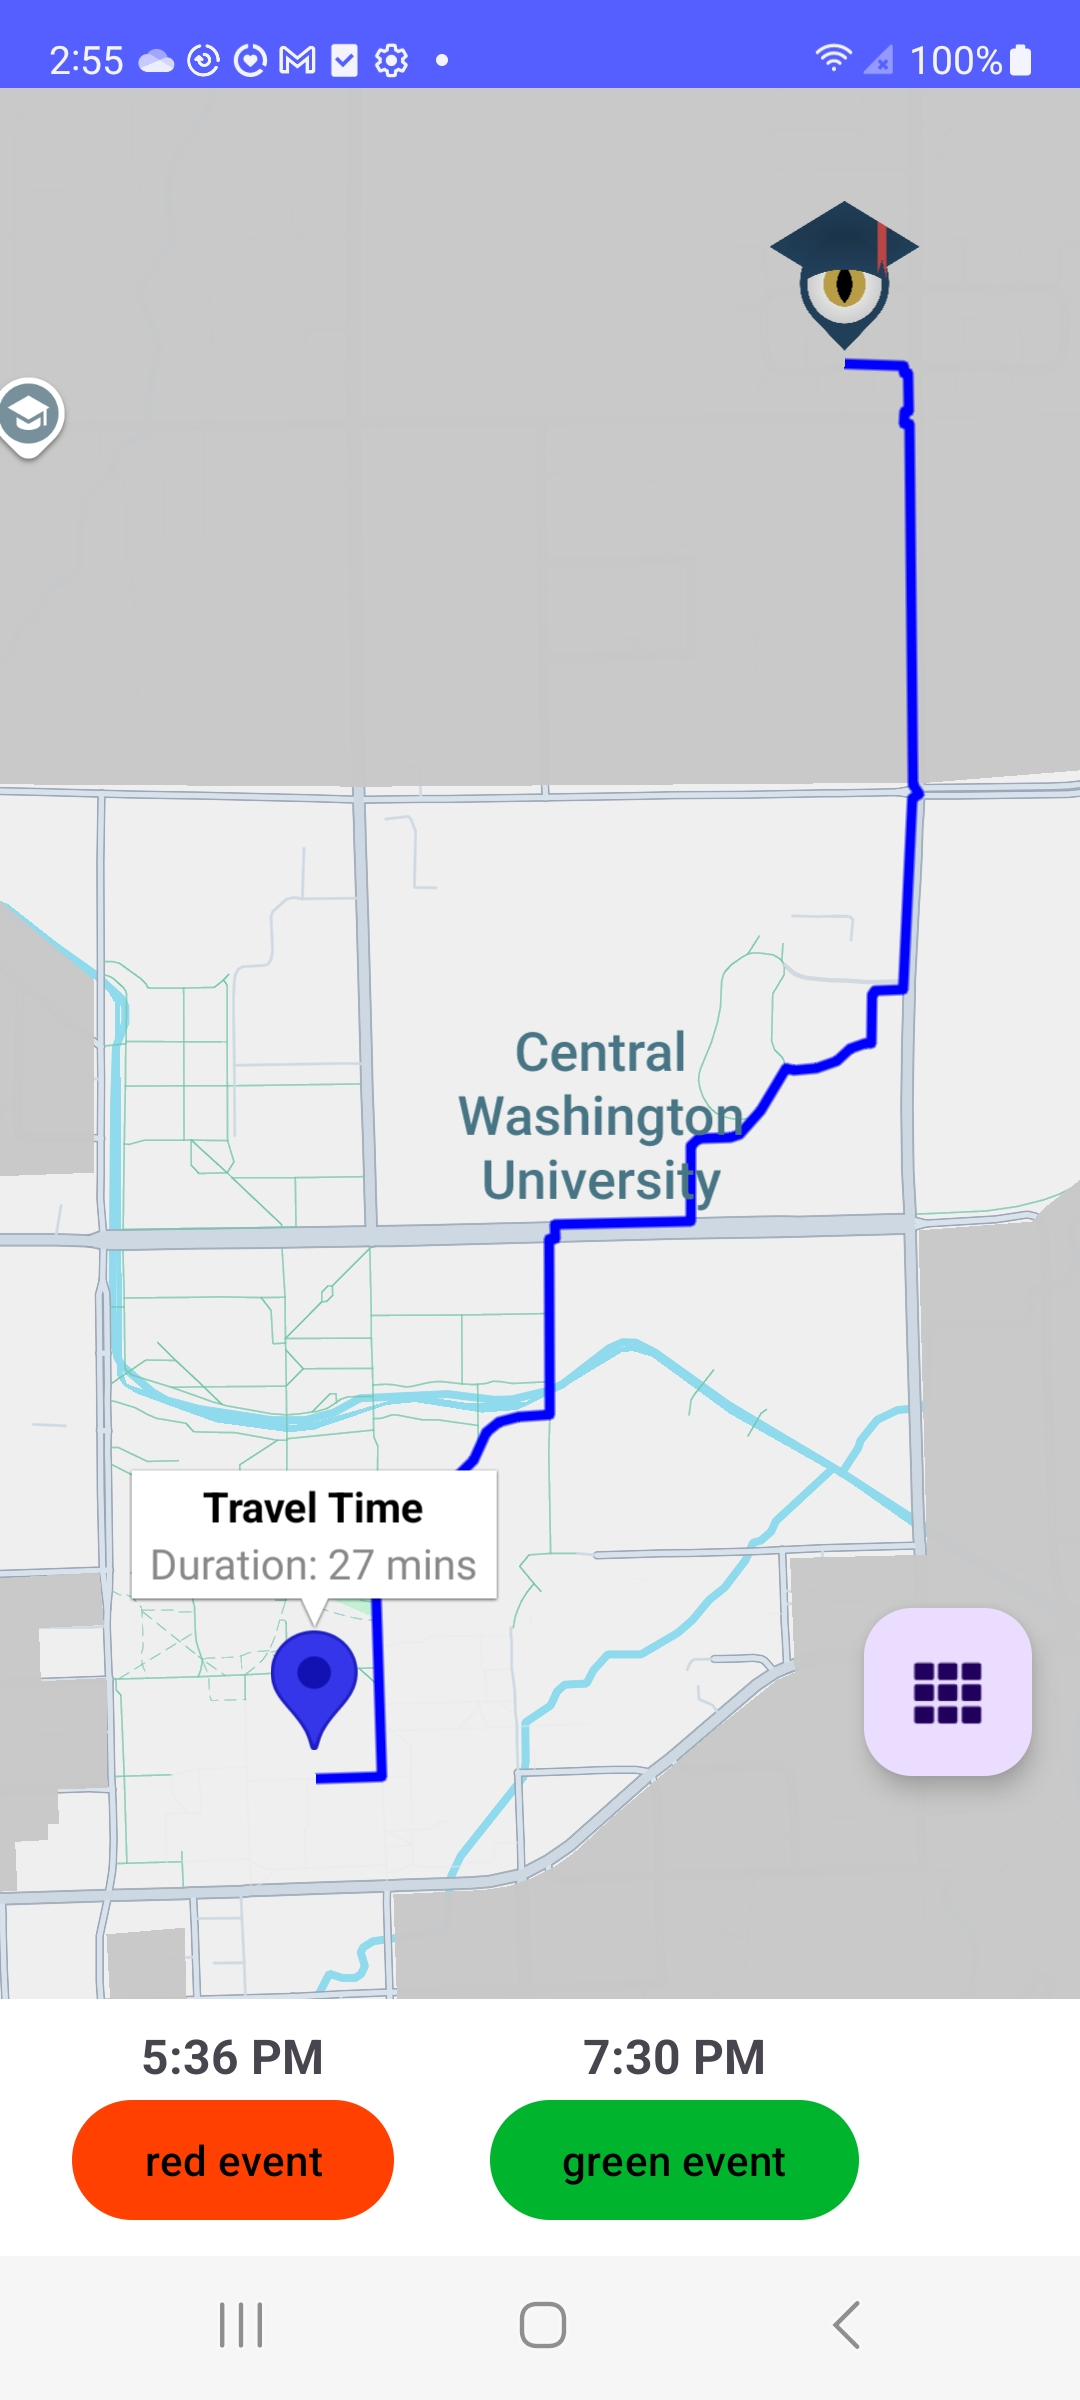 2:55
100%
Central
Washington
University
Travel Time
Duration: 27 mins
5:36 PM
7:30 PM
red event
green event